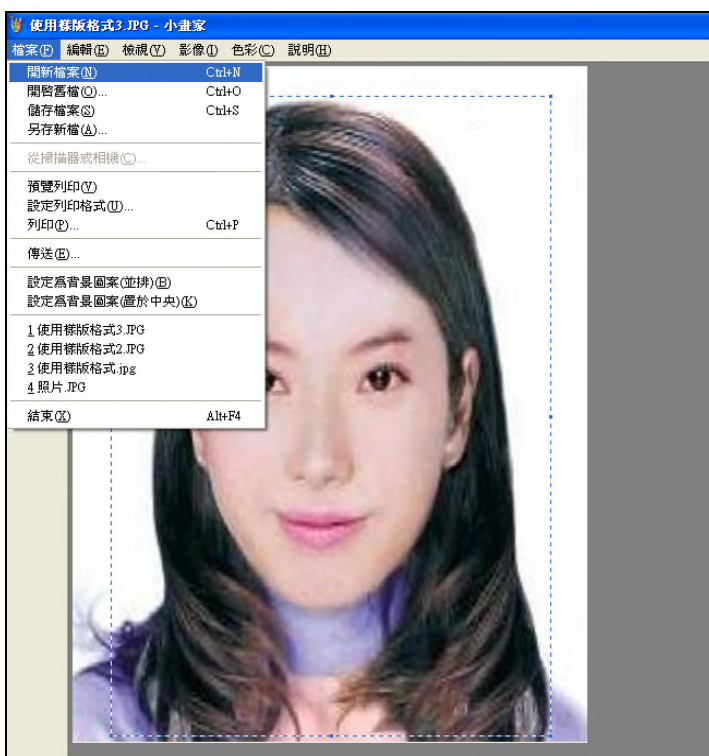 使用樣版格式3.JPG - 小畫家
檔案(F) 編輯(E) 檢視(V) 影像(I) 色彩(C) 說明(H)
開新檔案(N) Ctrl+N
開啓舊檔(O)... Ctrl+O
儲存檔案(S) Ctrl+S
另存新檔(A)...
從掃描器或相機(C)...
預覽列印(V)
設定列印格式(U)...
列印(P)... Ctrl+P
傳送(E)...
設定爲背景圖案(並排)(B)
設定爲背景圖案(置於中央)(K)
1 使用樣版格式3.JPG
2 使用樣版格式2.JPG
3 使用樣版格式.jpg
4 照片.JPG
結束(X) Alt+F4